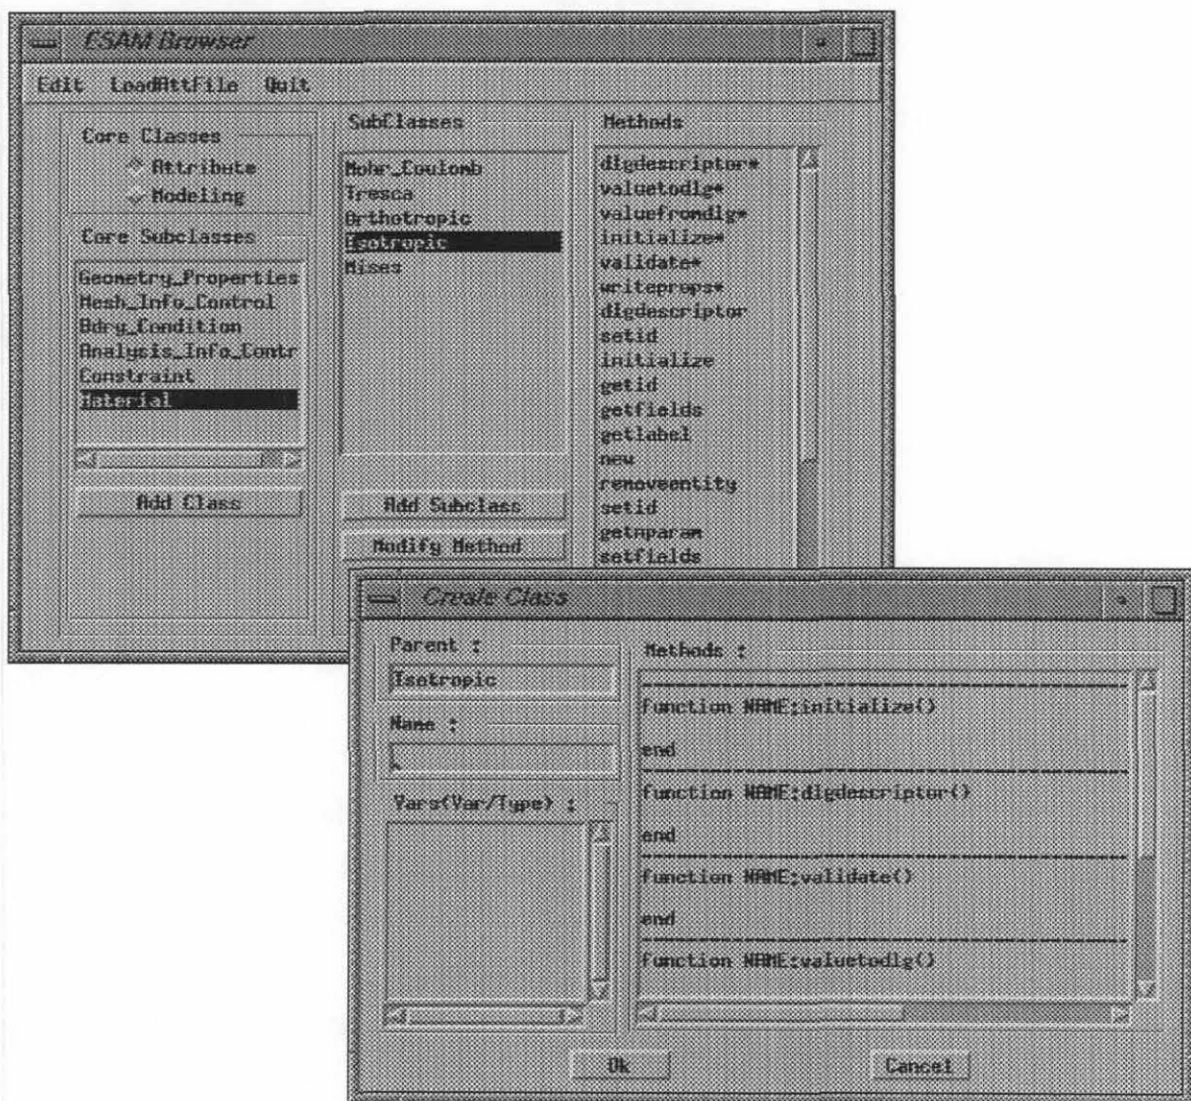 ESAM Browser
Edit LoadAttFile Quit
Core Classes
Attribute
Modeling
Core Subclasses
Geometry_Properties
Mesh_Info_Control
Bdry_Condition
Analysis_Info_Contr
Constraint
Material
Add Class
SubClasses
Mohr_Coulomb
Tresca
Orthotropic
Isotropic
Mises
Add Subclass
Modify Method
Methods
dlgdescriptor*
valuetodlg*
valuefromdlg*
initialize*
validate*
writeprops*
dlgdescriptor
setid
initialize
getid
getfields
getlabel
new
removeentity
setid
getnparam
setfields
Create Class
Parent :
Isotropic
Name :
Vars(Var/Type) :
Methods :
--------------------------------------------------
function NAME:initialize()
end
--------------------------------------------------
function NAME:dlgdescriptor()
end
--------------------------------------------------
function NAME:validate()
end
--------------------------------------------------
function NAME:valuetodlg()
Ok
Cancel